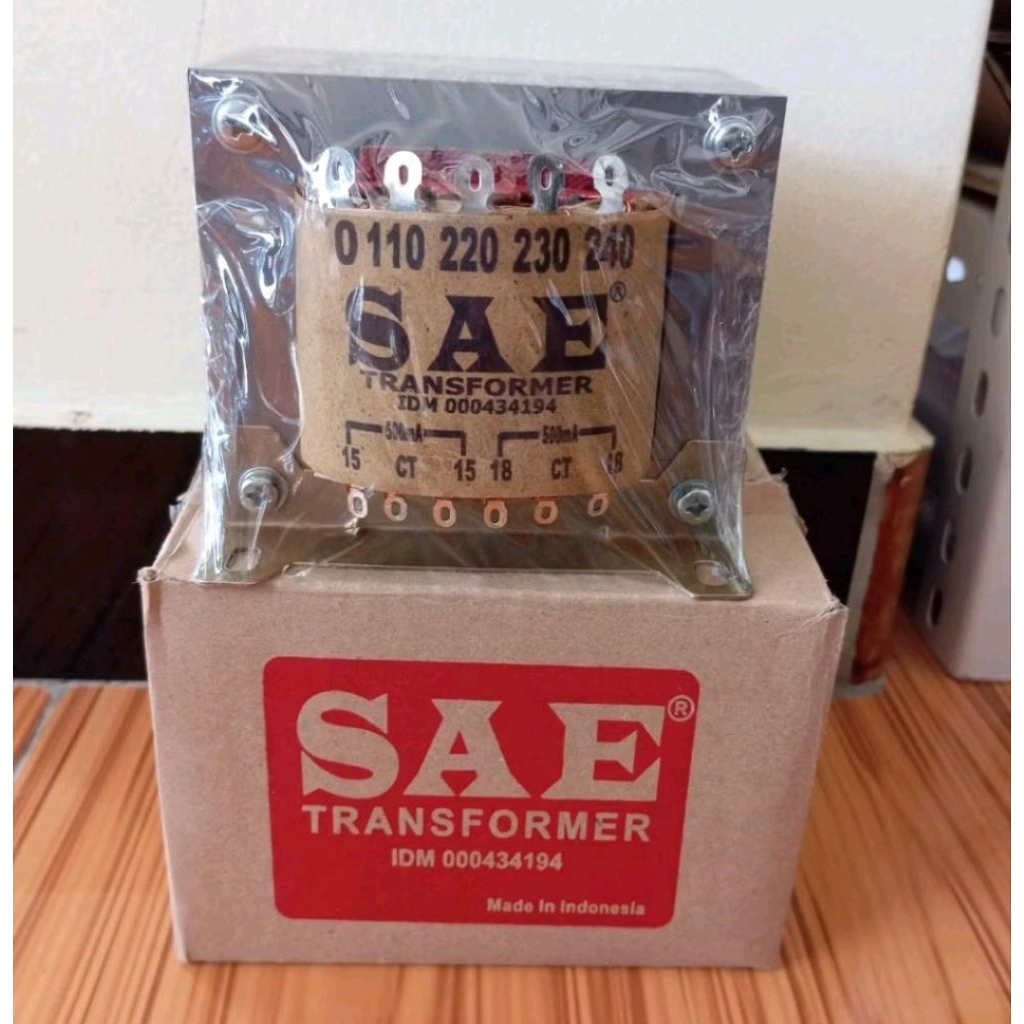 0 110 220 230 240
SAE®
TRANSFORMER
IDM 000434194
500mA 500mA
15 CT 15 18 CT 18
SAE®
TRANSFORMER
IDM 000434194
Made In Indonesia